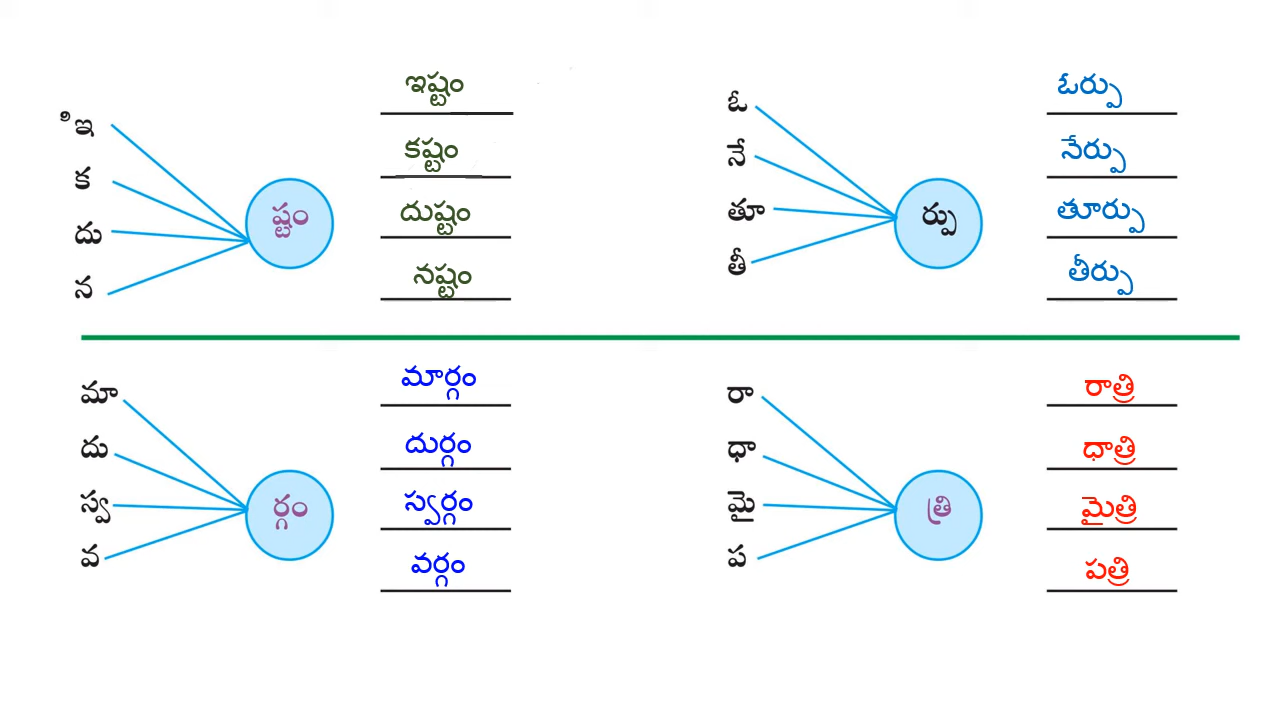 ఇ
క
దు
న
ష్టం
ఇష్టం
కష్టం
దుష్టం
నష్టం
ఓ
నే
తూ
తీ
ర్పు
ఓర్పు
నేర్పు
తూర్పు
తీర్పు
మా
దు
స్వ
వ
ర్గం
మార్గం
దుర్గం
స్వర్గం
వర్గం
రా
ధా
మై
ప
త్రి
రాత్రి
ధాత్రి
మైత్రి
పత్రి